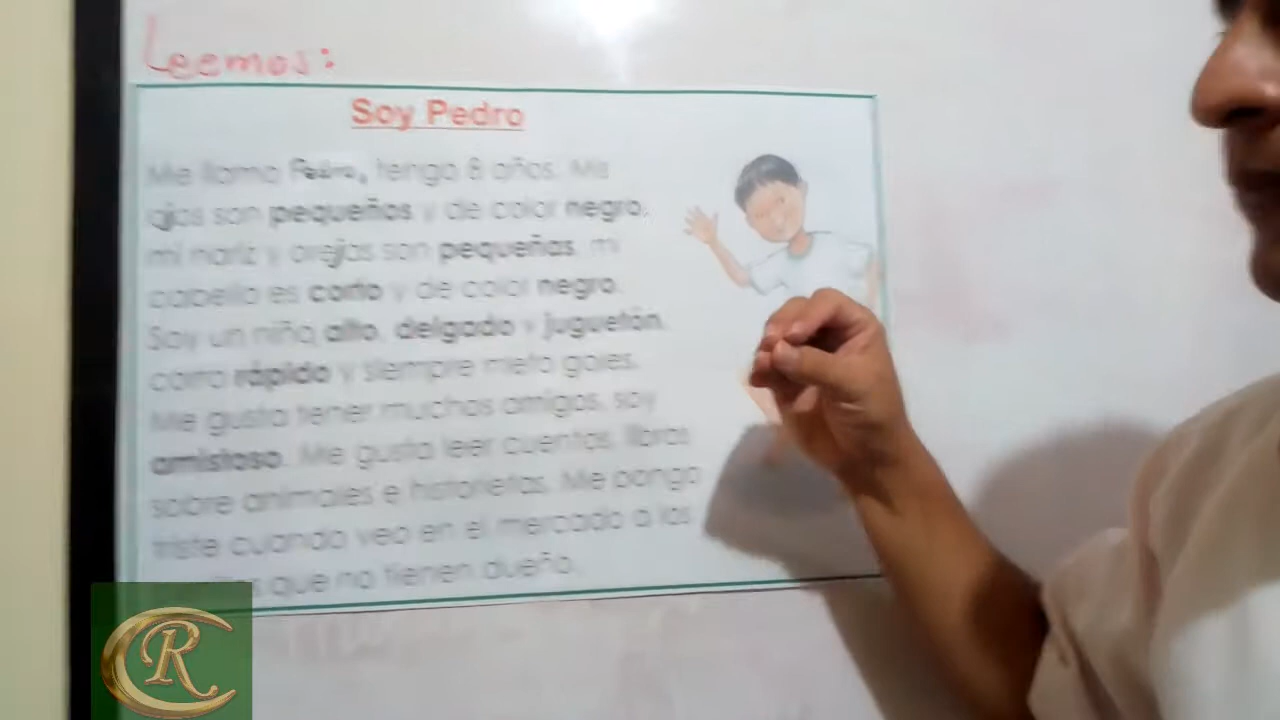 Leemos:
Soy Pedro
Me llamo Pedro, tengo 8 años. Mis
ojos son pequeños y de color negro,
mi nariz y orejas son pequeñas, mi
cabello es corto y de color negro.
Soy un niño alto, delgado y juguetón,
corro rápido y siempre meto goles.
Me gusta tener muchos amigos, soy
amistoso. Me gusta leer cuentos, libros
sobre animales e historietas. Me pongo
triste cuando veo en el mercado a los
que no tienen dueño.
CR